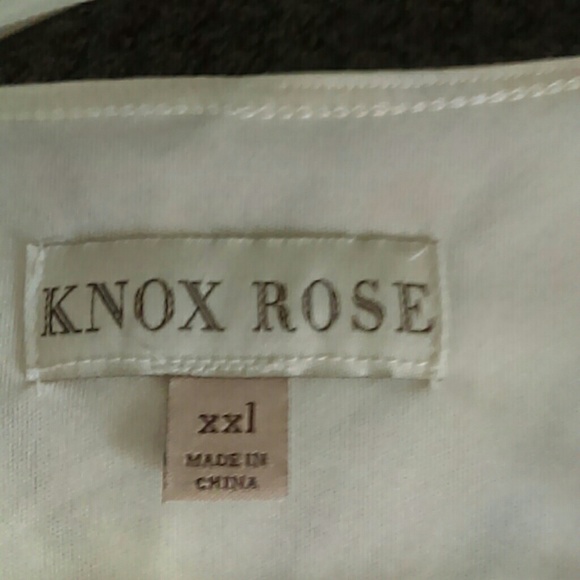 KNOX ROSE
xxl
MADE IN
CHINA